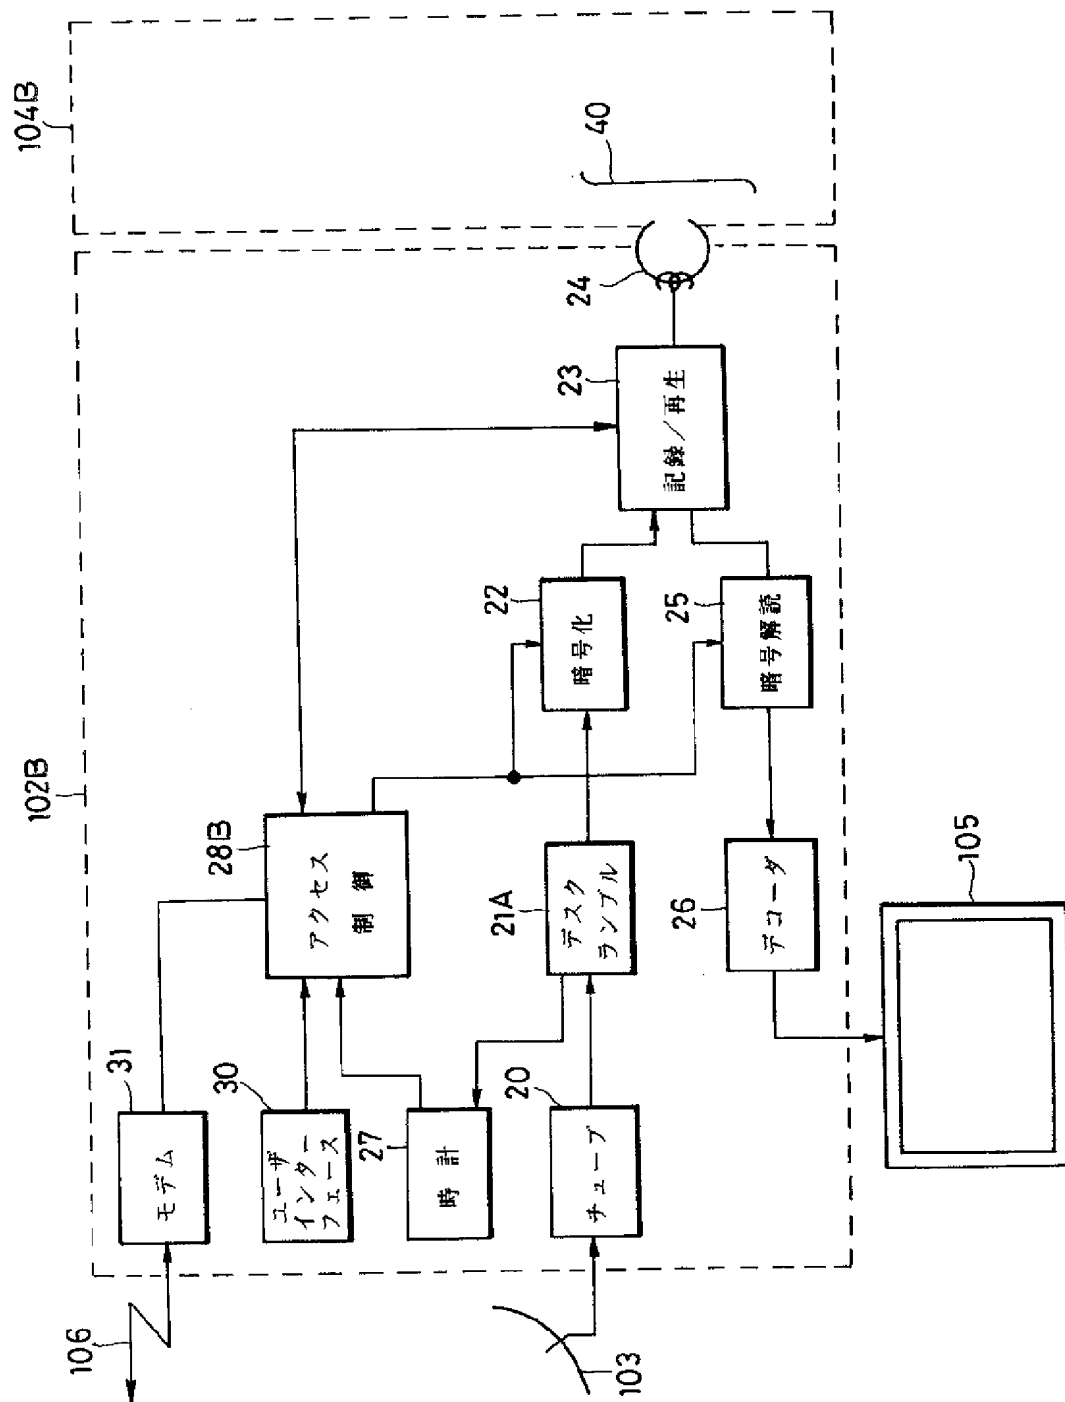 102B
104B
106
31
モデム
28B
アクセス
制御
30
ユーザ
インター
フェース
27
時計
22
暗号化
21A
デスク
ランブル
20
チューブ
23
記録/再生
24
40
103
25
暗号解読
26
デコーダ
105